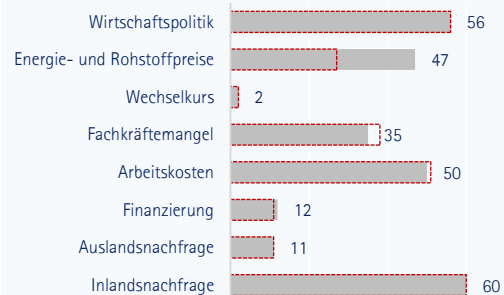 Wirtschaftspolitik 56
Energie- und Rohstoffpreise 47
Wechselkurs 2
Fachkräftemangel 35
Arbeitskosten 50
Finanzierung 12
Auslandsnachfrage 11
Inlandsnachfrage 60